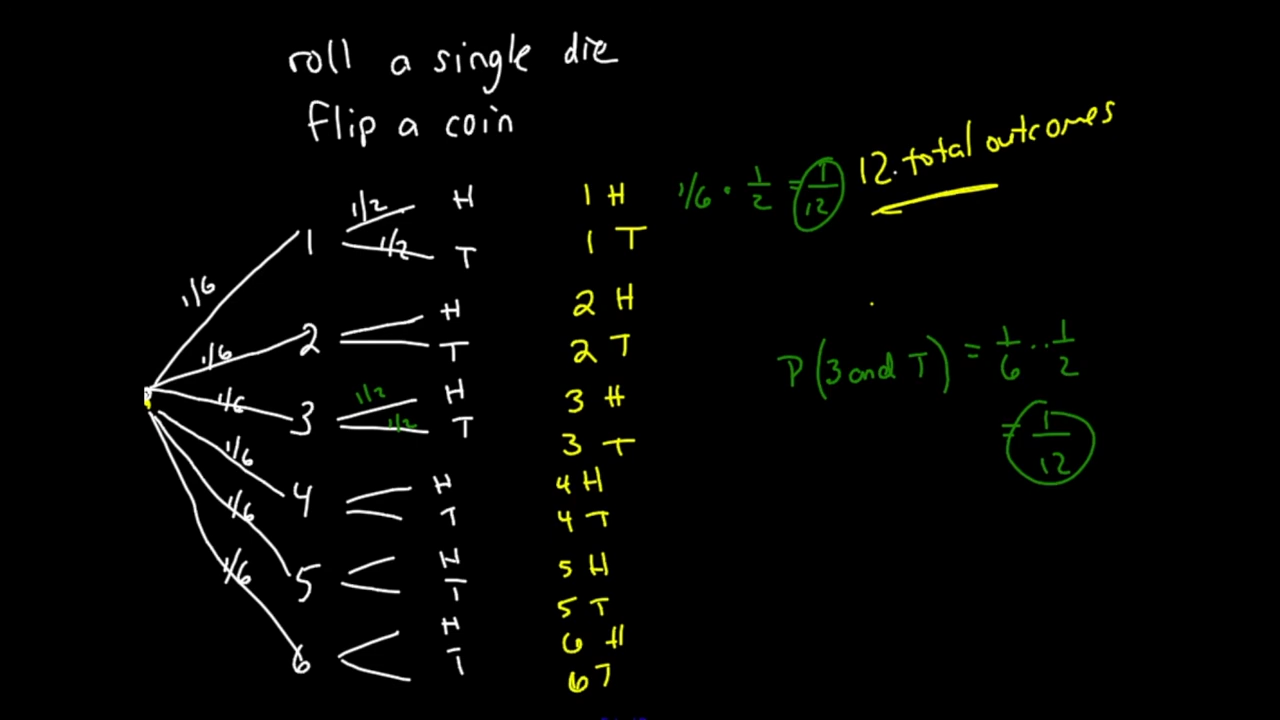 roll a single die
flip a coin
12 total outcomes
1/6 · 1/2 = 1/12
1/6 1 1/2 H 1 H
1/2 T 1 T
1/6 2 H 2 H
T 2 T
1/6 3 1/2 H 3 H
1/2 T 3 T
1/6 4 H 4 H
T 4 T
1/6 5 H 5 H
T 5 T
1/6 6 H 6 H
T 6 T
P(3 and T) = 1/6 · 1/2
= 1/12